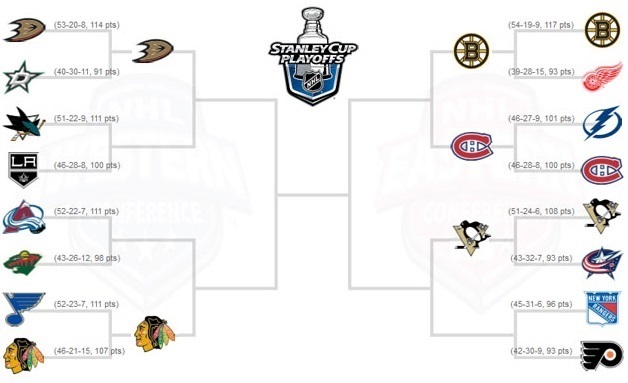 (53-20-8, 114 pts)
(40-30-11, 91 pts)
(51-22-9, 111 pts)
LA
(46-28-8, 100 pts)
(52-22-7, 111 pts)
(43-26-12, 98 pts)
(52-23-7, 111 pts)
(46-21-15, 107 pts)
STANLEY CUP
PLAYOFFS
NHL
(54-19-9, 117 pts)
B
B
(39-28-15, 93 pts)
(46-27-9, 101 pts)
(46-28-8, 100 pts)
(51-24-6, 108 pts)
(43-32-7, 93 pts)
(45-31-6, 96 pts)
NEW YORK
RANGERS
(42-30-9, 93 pts)
NHL
CONFERENCE